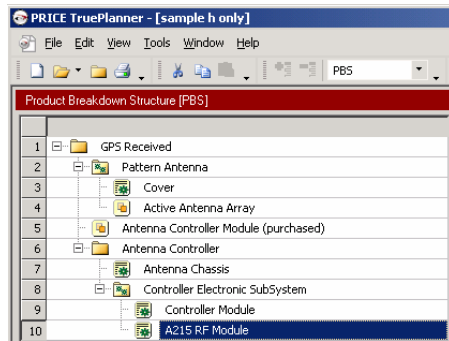 PRICE TruePlanner - [sample h only]
File Edit View Tools Window Help
PBS
Product Breakdown Structure [PBS]
1 GPS Received
2 Pattern Antenna
3 Cover
4 Active Antenna Array
5 Antenna Controller Module (purchased)
6 Antenna Controller
7 Antenna Chassis
8 Controller Electronic SubSystem
9 Controller Module
10 A215 RF Module